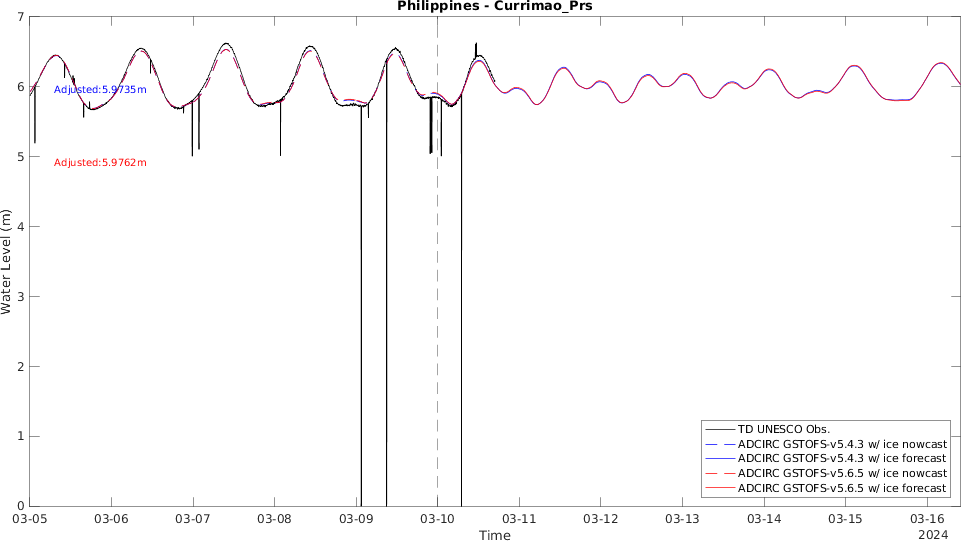 Philippines - Currimao_Prs
7
6
5
4
3
2
1
0
Water Level (m)
Adjusted:5.9735m
Adjusted:5.9762m
TD UNESCO Obs.
ADCIRC GSTOFS-v5.4.3 w/ ice nowcast
ADCIRC GSTOFS-v5.4.3 w/ ice forecast
ADCIRC GSTOFS-v5.6.5 w/ ice nowcast
ADCIRC GSTOFS-v5.6.5 w/ ice forecast
03-05 03-06 03-07 03-08 03-09 03-10 03-11 03-12 03-13 03-14 03-15 03-16
Time
2024